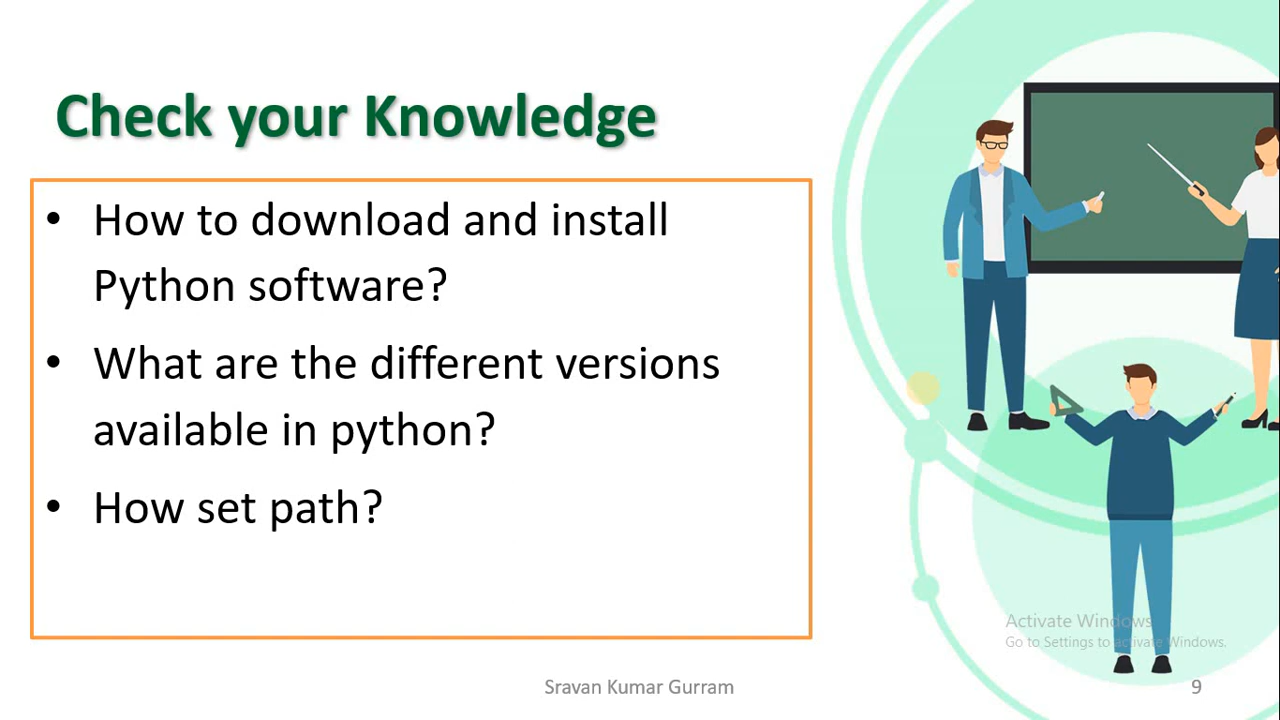 Check your Knowledge
• How to download and install
Python software?
• What are the different versions
available in python?
• How set path?
Activate Windows
Go to Settings to activate Windows.
Sravan Kumar Gurram
9